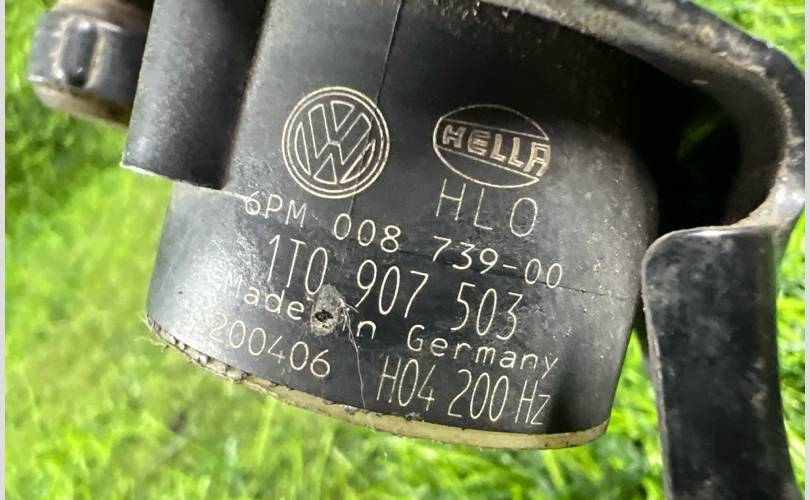 HELLA
HLO
6PM 008 739-00
1T0 907 503
Made in Germany
200406 H04 200 Hz